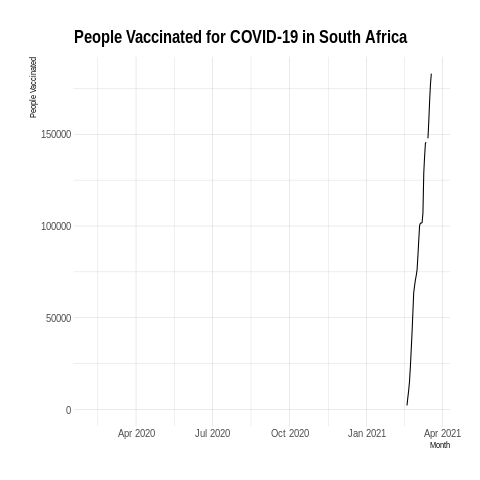 People Vaccinated for COVID-19 in South Africa
People Vaccinated
150000
100000
50000
0
Apr 2020 Jul 2020 Oct 2020 Jan 2021 Apr 2021
Month